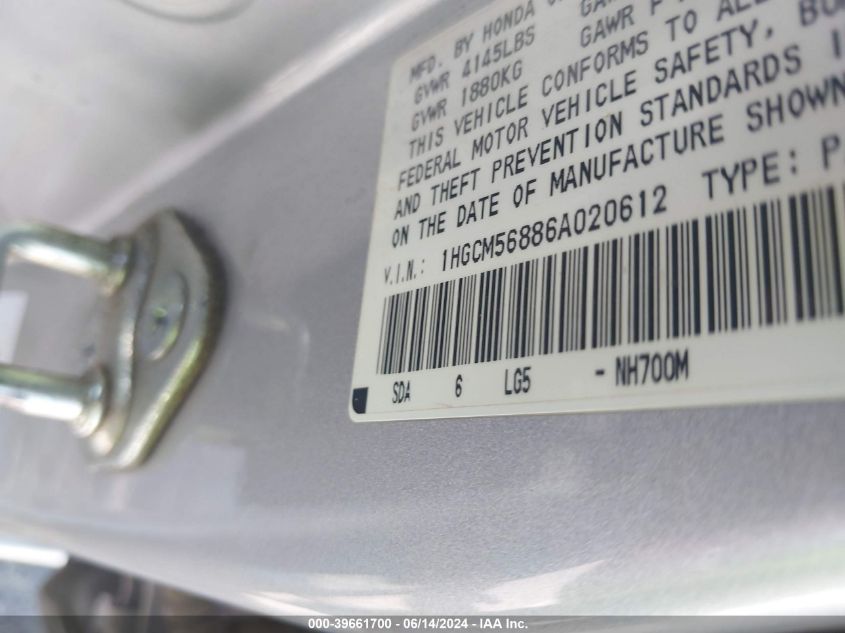 MFD. BY HONDA
GVWR 4145LBS
GVWR 1880KG GAWR F
THIS VEHICLE CONFORMS TO ALL
FEDERAL MOTOR VEHICLE SAFETY,
AND THEFT PREVENTION STANDARDS
ON THE DATE OF MANUFACTURE SHOWN
V.I.N.: 1HGCM56886A020612 TYPE:
SDA 6 LG5 - NH700M
000-39661700 - 06/14/2024 - IAA Inc.